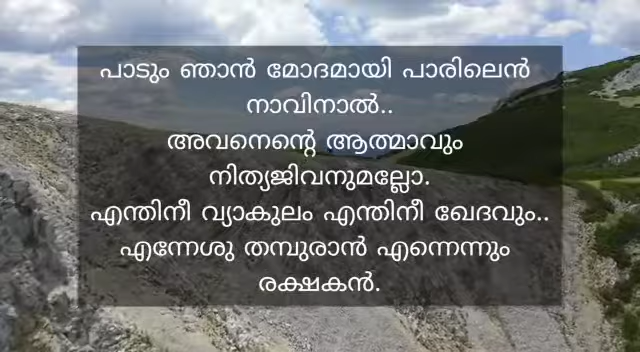 പാടും ഞാൻ മോദമായി പാരിലെൻ
നാവിനാൽ..
അവനെന്റെ ആത്മാവും
നിത്യജിവനുമല്ലോ.
എന്തിനീ വ്യാകുലം എന്തിനീ ഖേദവും..
എന്നേശു തമ്പുരാൻ എന്നെന്നും
രക്ഷകൻ.